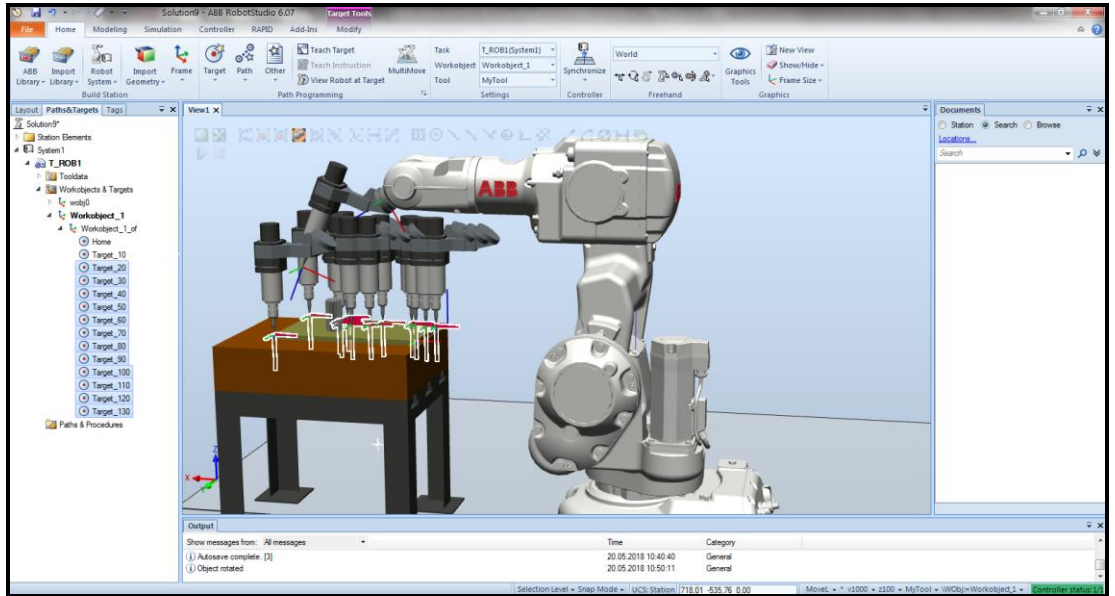 Solution9 - ABB RobotStudio 6.07
Target Tools
File Home Modeling Simulation Controller RAPID Add-Ins Modify
ABB Library
Import Library
Robot System
Import Geometry
Frame
Build Station
Target
Path
Other
Teach Target
Teach Instruction
View Robot at Target
MultiMove
Path Programming
Task T_ROB1(System1)
Workobject Workobject_1
Tool MyTool
Settings
Synchronize
Controller
World
Freehand
Graphics Tools
New View
Show/Hide
Frame Size
Graphics
Layout Paths&Targets Tags
View1
Documents
Solution9*
Station Elements
System1
T_ROB1
Tooldata
Workobjects & Targets
wobj0
Workobject_1
Workobject_1_of
Home
Target_10
Target_20
Target_30
Target_40
Target_50
Target_60
Target_70
Target_80
Target_90
Target_100
Target_110
Target_120
Target_130
Paths & Procedures
ABB
Z
X
Station Search Browse
Locations...
Search
Output
Show messages from: All messages Time Category
Autosave complete. [3] 20.05.2018 10:40:40 General
Object rotated 20.05.2018 10:50:11 General
Selection Level Snap Mode UCS: Station 718,01 -535,76 0,00 MoveL * v1000 z100 MyTool \WObj:=Workobject_1 Controller status: 1/1